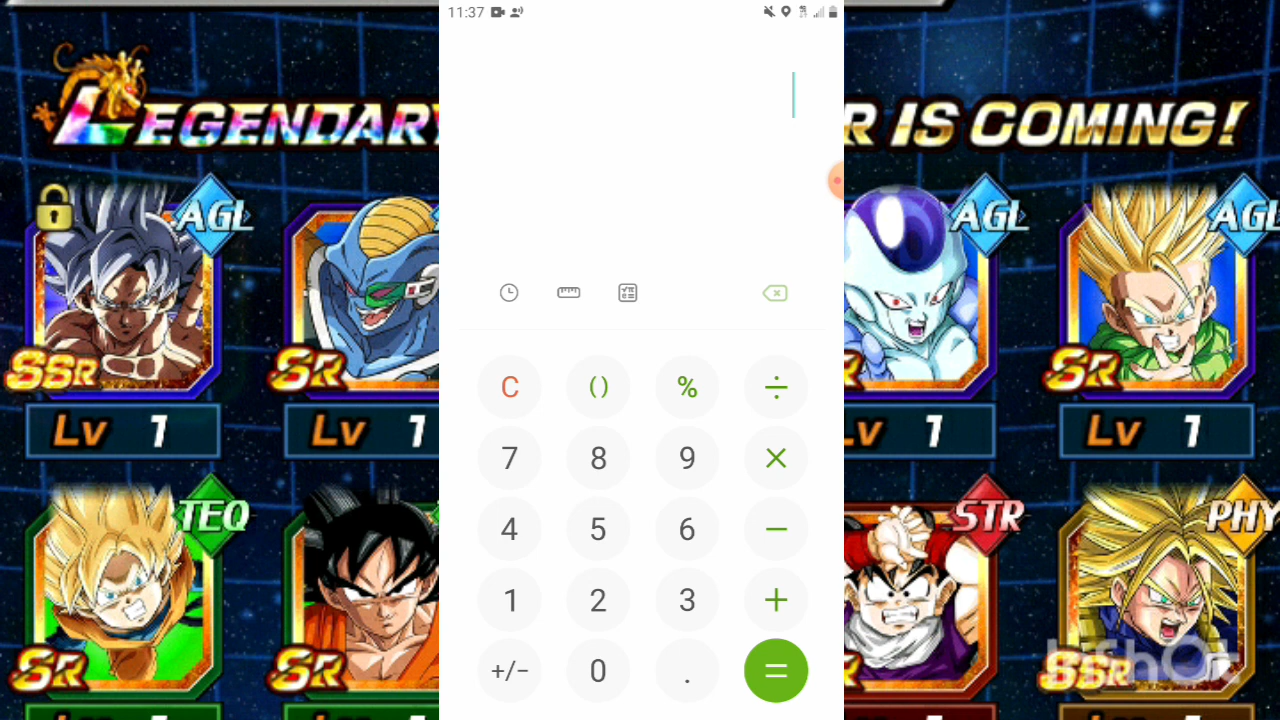 11:37
LEGENDARY
R IS COMING!
AGL
AGL
AGL
SSR
SR
R
SR
Lv 1
Lv 1
Lv 1
Lv 1
C ( ) % ÷
7 8 9 ×
4 5 6 −
1 2 3 +
+/− 0 . =
TEQ
STR
PHY
SR
SR
R
SSR